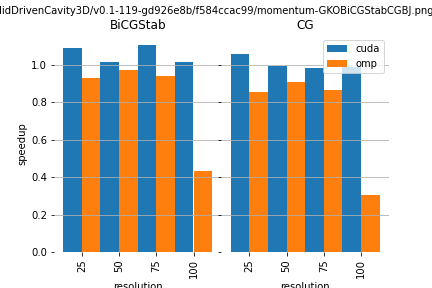 lidDrivenCavity3D/v0.1-119-gd926e8b/f584ccac99/momentum-GKOBiCGStabCGBJ.png
BiCGStab CG
cuda
omp
1.0
0.8
0.6
0.4
0.2
0.0
speedup
25 50 75 100 25 50 75 100
resolution resolution